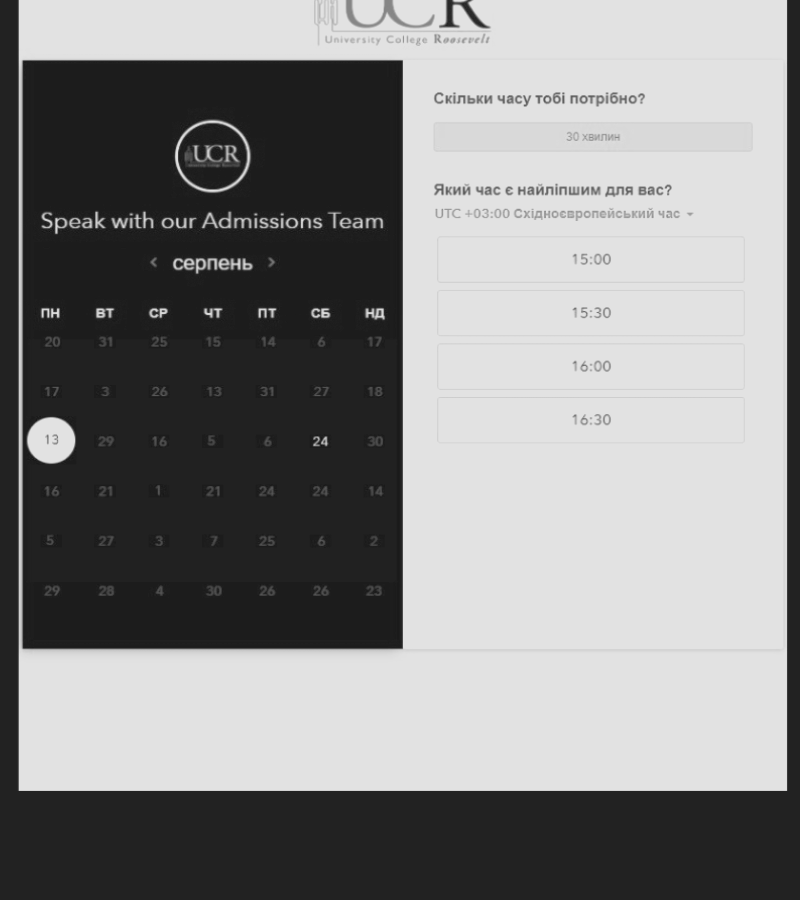 UCR
University College Roosevelt
UCR
Speak with our Admissions Team
< серпень >
ПН ВТ СР ЧТ ПТ СБ НД
20 31 25 15 14 6 17
17 3 26 13 31 27 18
13 29 16 5 6 24 30
16 21 1 21 24 24 14
5 27 3 7 25 6 2
29 28 4 30 26 26 23
Скільки часу тобі потрібно?
30 хвилин
Який час є найліпшим для вас?
UTC +03:00 Східноєвропейський час
15:00
15:30
16:00
16:30